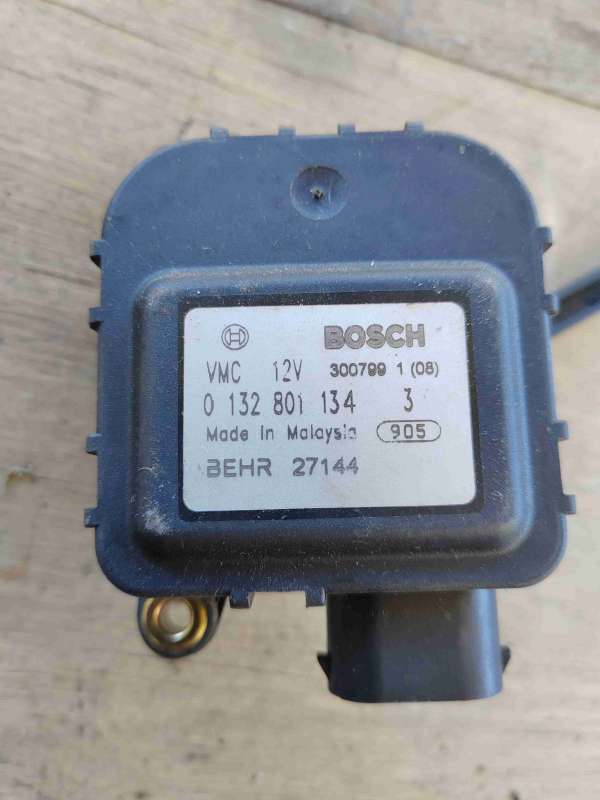 BOSCH
VMC 12V 300799 1 (08)
0 132 801 134 3
Made in Malaysia 905
BEHR 27144